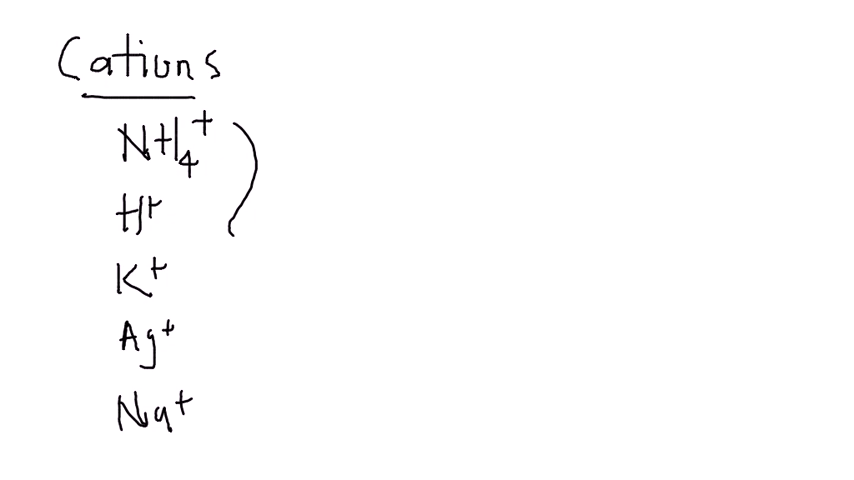 Cations
NH₄⁺
H⁺
K⁺
Ag⁺
Na⁺